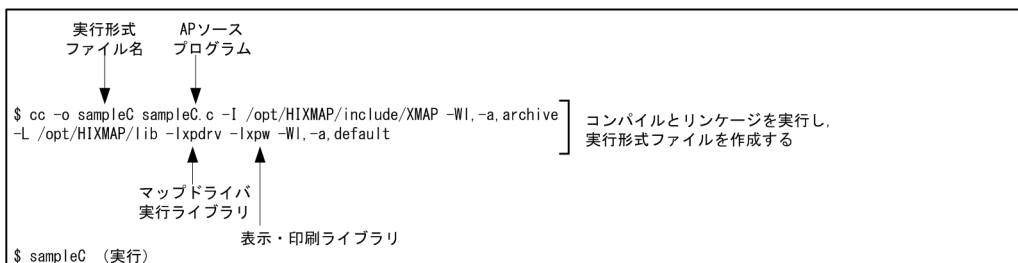 実行形式
ファイル名
APソース
プログラム
$ cc -o sampleC sampleC.c -I /opt/HIXMAP/include/XMAP -Wl,-a,archive
-L /opt/HIXMAP/lib -lxpdrv -lxpw -Wl,-a,default
コンパイルとリンケージを実行し,
実行形式ファイルを作成する
マップドライバ
実行ライブラリ
表示・印刷ライブラリ
$ sampleC （実行）